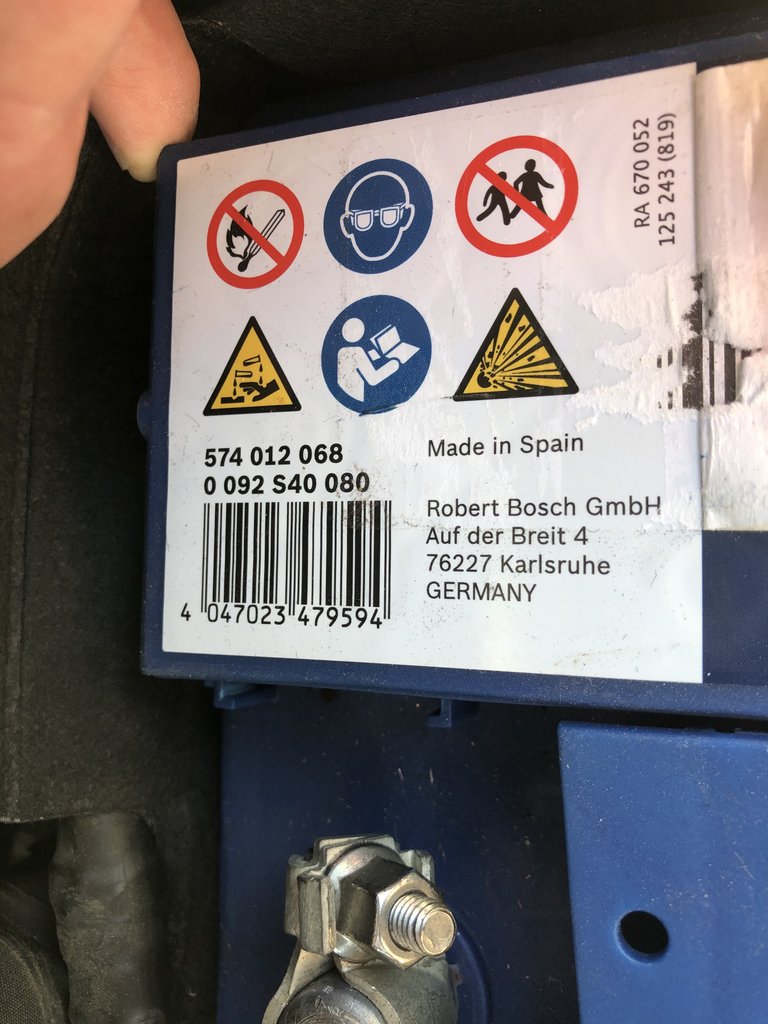 RA 670 052
125 243 (819)
574 012 068
0 092 S40 080
4 047023 479594
Made in Spain
Robert Bosch GmbH
Auf der Breit 4
76227 Karlsruhe
GERMANY